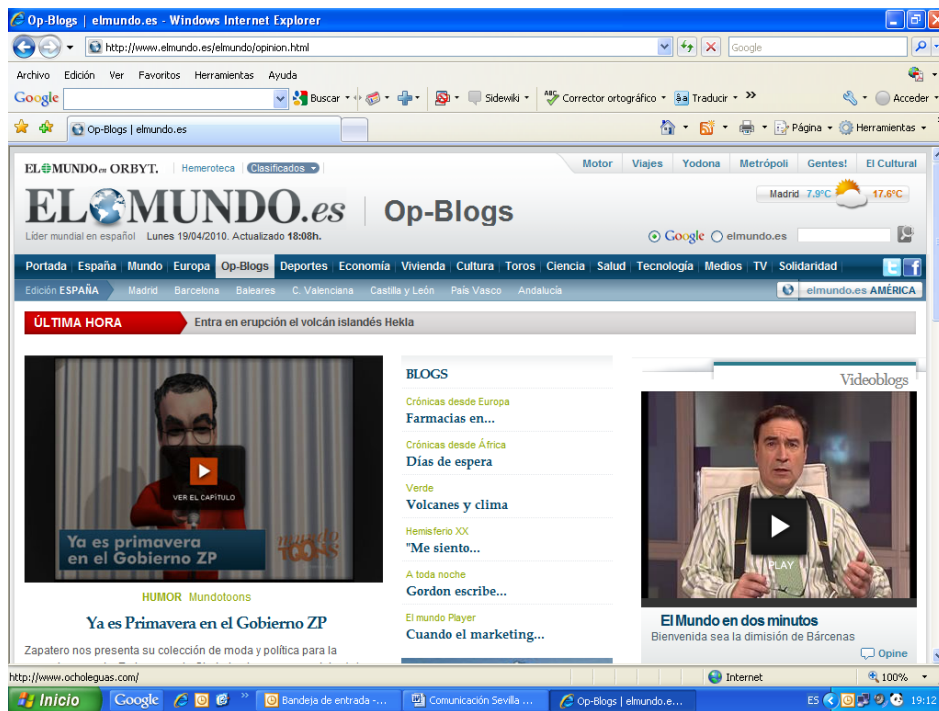 Op-Blogs | elmundo.es - Windows Internet Explorer
http://www.elmundo.es/elmundo/opinion.html
Google
Archivo Edición Ver Favoritos Herramientas Ayuda
Google Buscar Sidewiki Corrector ortográfico Traducir Acceder
Op-Blogs | elmundo.es Página Herramientas
EL MUNDO en ORBYT. Hemeroteca Clasificados Motor Viajes Yodona Metrópoli Gentes! El Cultural
EL MUNDO.es Op-Blogs
Madrid 7.9ºC 17.6ºC
Líder mundial en español Lunes 19/04/2010. Actualizado 18:08h.
Google elmundo.es
Portada España Mundo Europa Op-Blogs Deportes Economía Vivienda Cultura Toros Ciencia Salud Tecnología Medios TV Solidaridad
Edición ESPAÑA Madrid Barcelona Baleares C. Valenciana Castilla y León País Vasco Andalucía elmundo.es AMÉRICA
ÚLTIMA HORA Entra en erupción el volcán islandés Hekla
VER EL CAPÍTULO
Ya es primavera
en el Gobierno ZP
mundo
TOONS
HUMOR Mundotoons
Ya es Primavera en el Gobierno ZP
Zapatero nos presenta su colección de moda y política para la
BLOGS
Crónicas desde Europa
Farmacias en...
Crónicas desde África
Días de espera
Verde
Volcanes y clima
Hemisferio XX
"Me siento...
A toda noche
Gordon escribe...
El mundo Player
Cuando el marketing...
Videoblogs
PLAY
El Mundo en dos minutos
Bienvenida sea la dimisión de Bárcenas
Opine
http://www.ocholeguas.com/ Internet 100%
Inicio Google Bandeja de entrada -... Comunicación Sevilla ... Op-Blogs | elmundo.e... ES 19:12